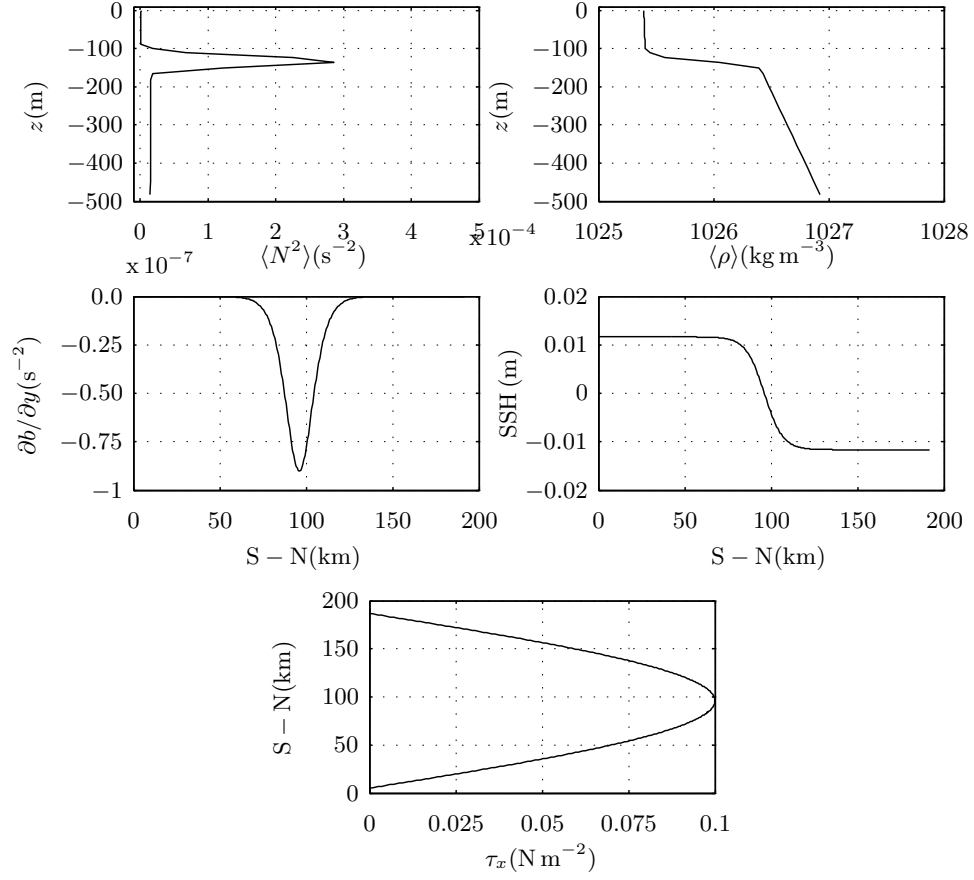 0
−100
−200
−300
−400
−500
z(m)
0 1 2 3 4 5
x 10⁻⁴
⟨N²⟩(s⁻²)
0
−100
−200
−300
−400
−500
z(m)
1025 1026 1027 1028
⟨ρ⟩(kg m⁻³)
x 10⁻⁷
0.0
−0.25
−0.50
−0.75
−1
∂b/∂y(s⁻²)
0 50 100 150 200
S − N(km)
0.02
0.01
0
−0.01
−0.02
SSH (m)
0 50 100 150 200
S − N(km)
200
150
100
50
0
S − N(km)
0 0.025 0.05 0.075 0.1
τₓ(N m⁻²)